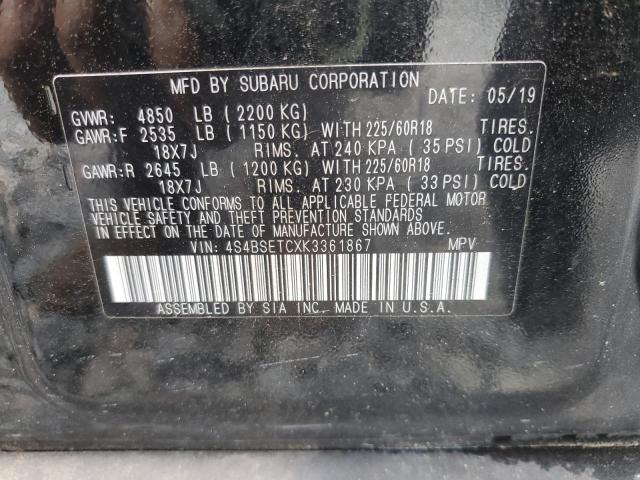 MFD BY SUBARU CORPORATION DATE: 05/19
GVWR: 4850 LB (2200 KG)
GAWR:F 2535 LB (1150 KG) WITH 225/60R18 TIRES.
18X7J RIMS. AT 240 KPA (35 PSI) COLD
GAWR:R 2645 LB (1200 KG) WITH 225/60R18 TIRES.
18X7J RIMS. AT 230 KPA (33 PSI) COLD
THIS VEHICLE CONFORMS TO ALL APPLICABLE FEDERAL MOTOR
VEHICLE SAFETY AND THEFT PREVENTION STANDARDS
IN EFFECT ON THE DATE OF MANUFACTURE SHOWN ABOVE.
VIN: 4S4BSETCXK3361867 MPV
ASSEMBLED BY SIA INC. MADE IN U.S.A.